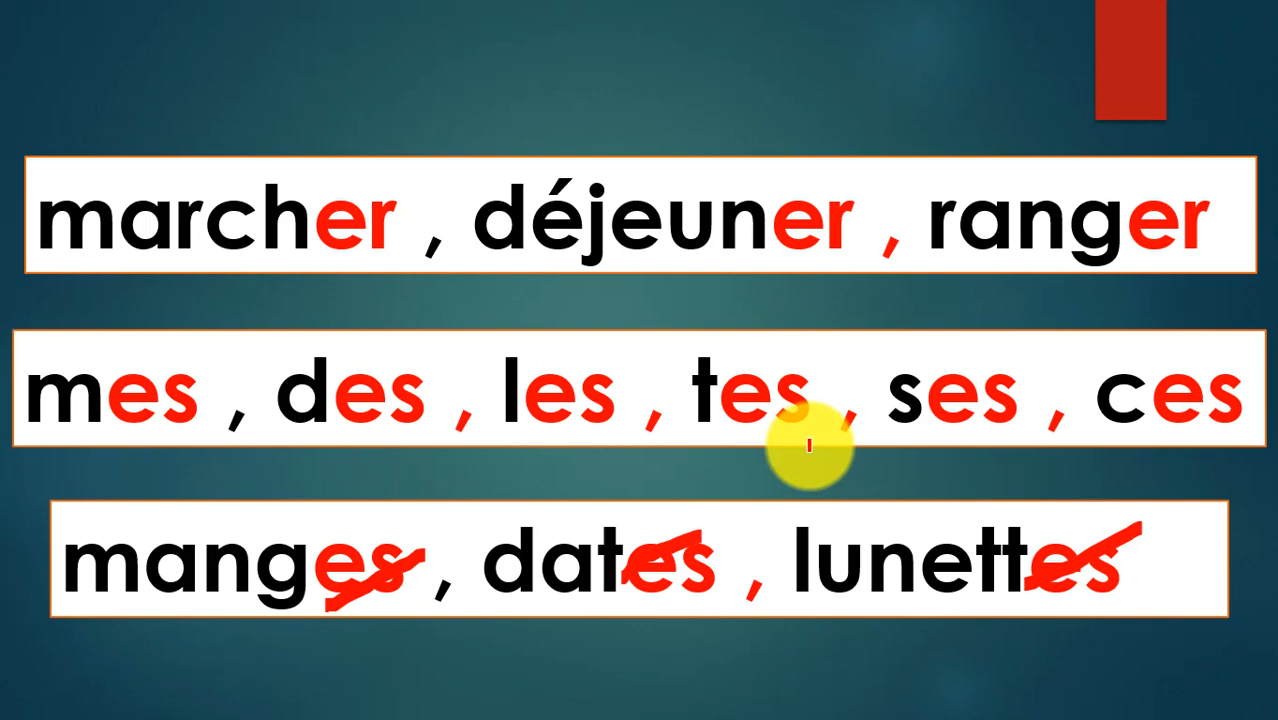 marcher , déjeuner , ranger
mes , des , les , tes , ses , ces
manges , dates , lunettes